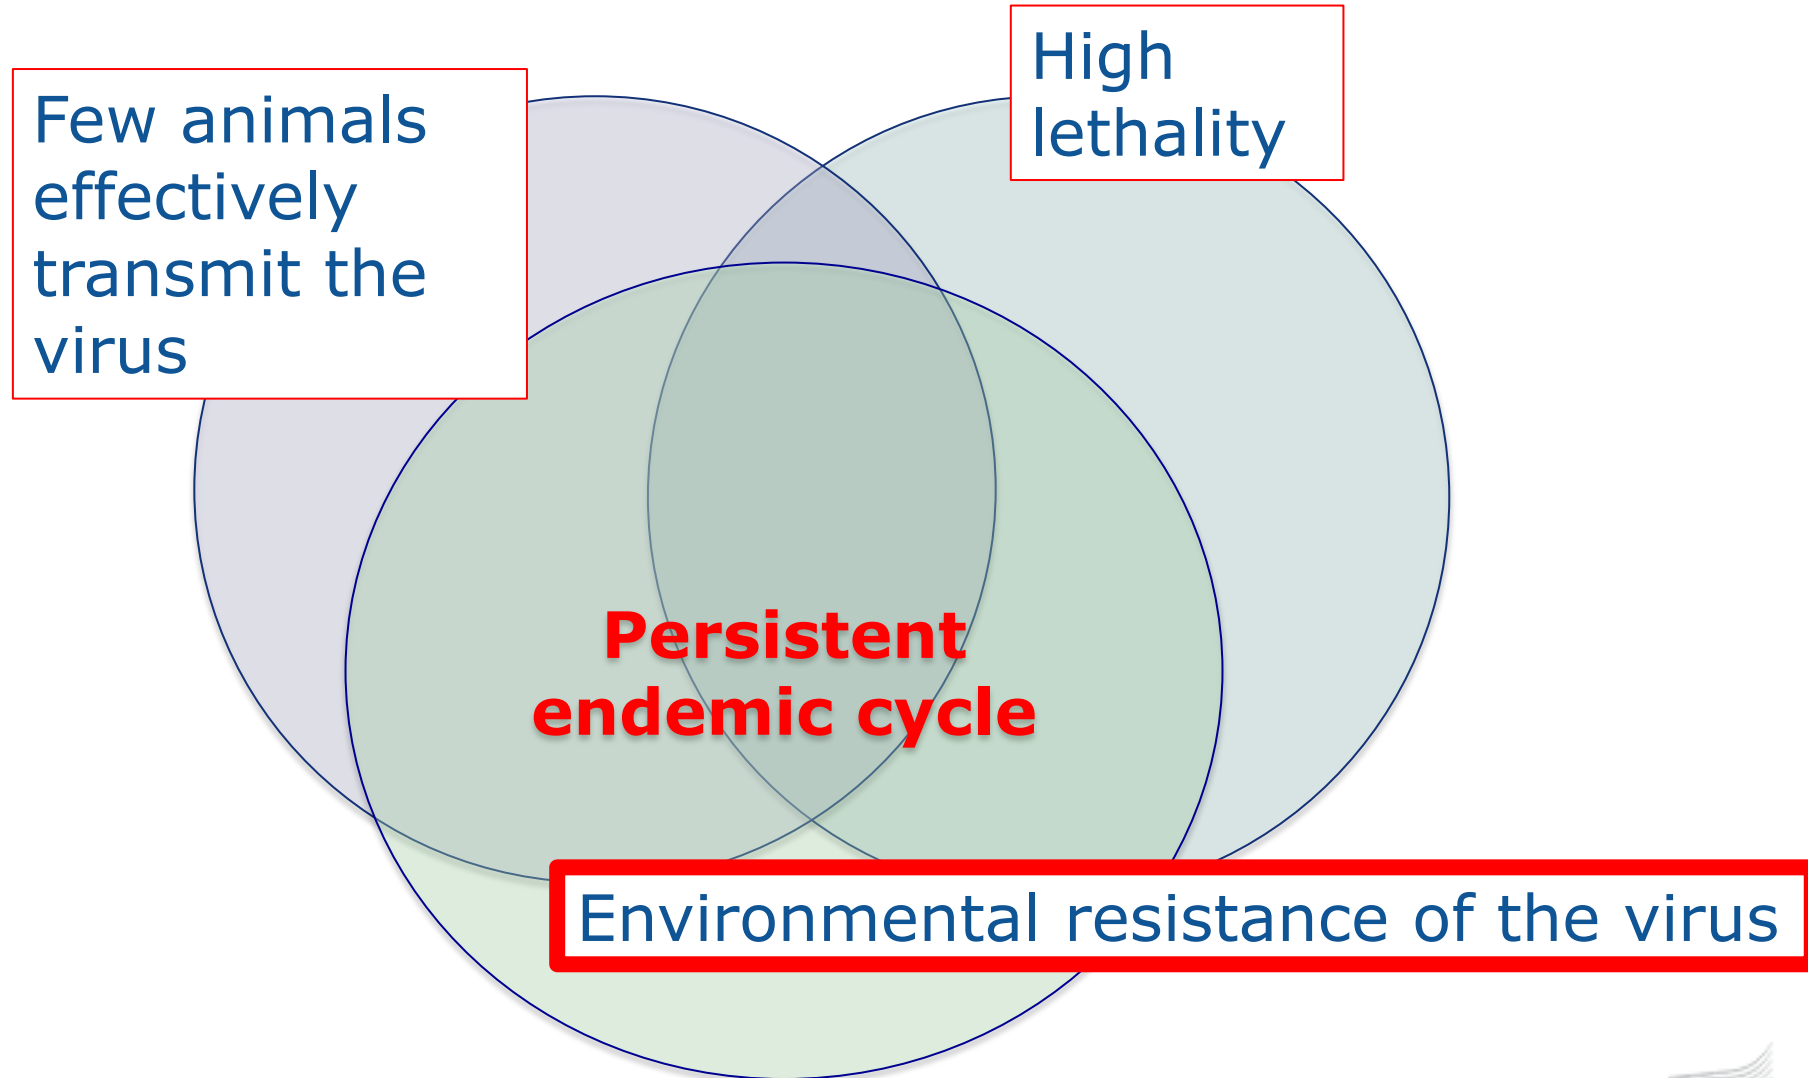 High
lethality
Few animals
effectively
transmit the
virus
Persistent
endemic cycle
Environmental resistance of the virus